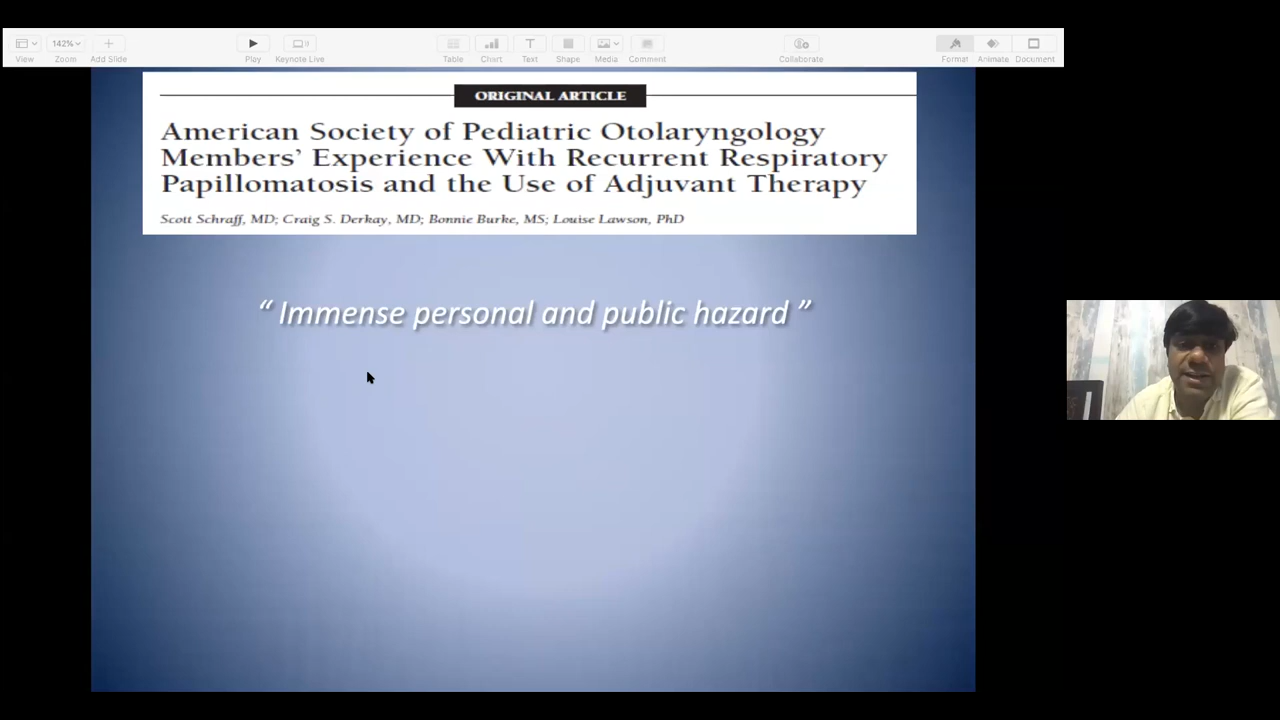 142%
View
Zoom
Add Slide
Play
Keynote Live
Table
Chart
Text
Shape
Media
Comment
Collaborate
Format
Animate
Document
ORIGINAL ARTICLE
American Society of Pediatric Otolaryngology
Members' Experience With Recurrent Respiratory
Papillomatosis and the Use of Adjuvant Therapy
Scott Schraff, MD; Craig S. Derkay, MD; Bonnie Burke, MS; Louise Lawson, PhD
“ Immense personal and public hazard ”